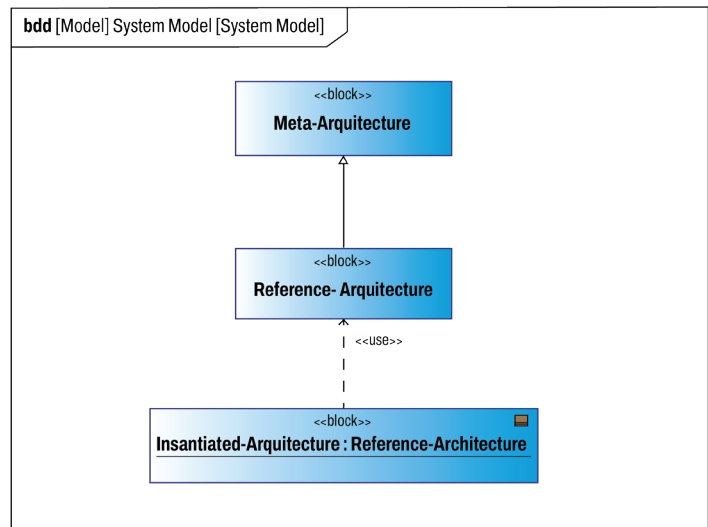 bdd [Model] System Model [System Model]
<<block>>
Meta-Arquitecture
<<block>>
Reference- Arquitecture
<<use>>
<<block>>
Insantiated-Arquitecture : Reference-Architecture